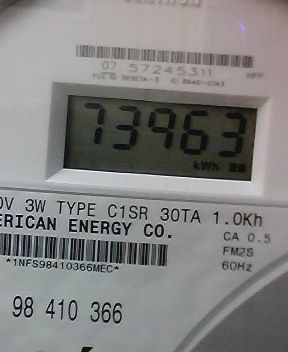 07 57245311
73963
kWh
V 3W TYPE C1SR 30TA 1.0Kh
ERICAN ENERGY CO.
CA 0.5
FM2S
60Hz
*1NFS98410366MEC*
98 410 366